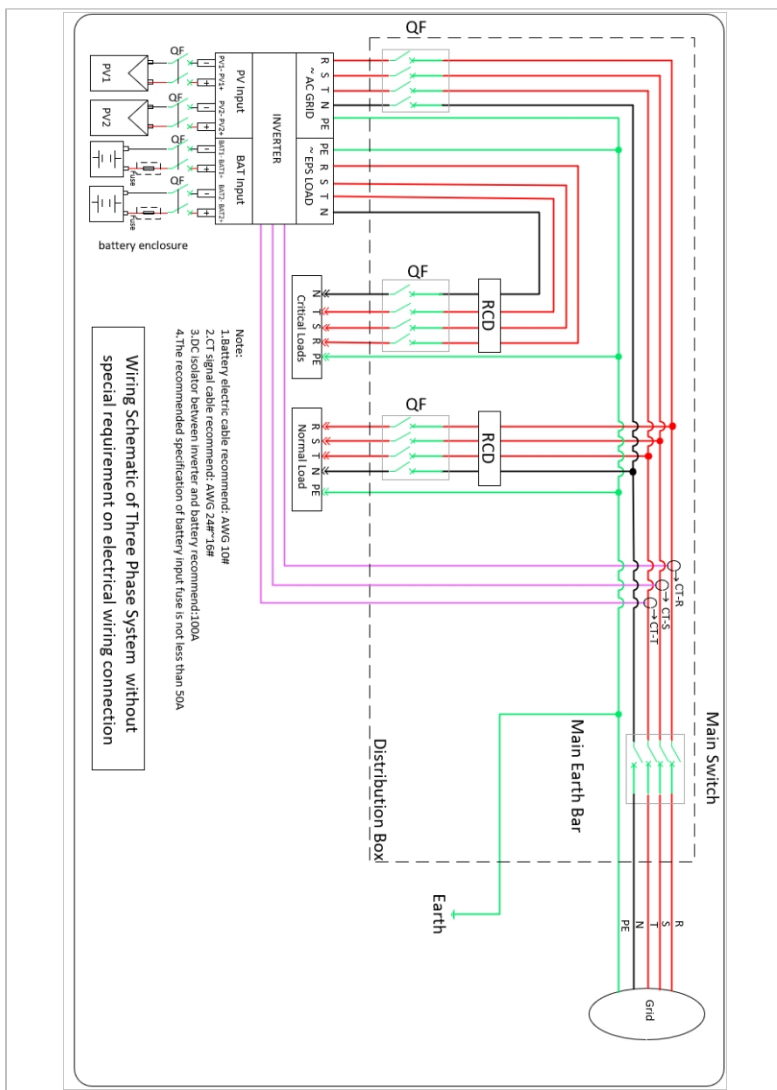 QF
QF
PV1
PV1- PV1+
PV Input
R S T N PE
~ AC GRID
QF
PV2
PV2- PV2+
INVERTER
QF
BAT1- BAT1+
BAT Input
PE R S T N
~ EPS LOAD
Fuse
QF
BAT2- BAT2+
Fuse
battery enclosure
QF
N T S R PE
Critical Loads
RCD
QF
R S T N PE
Normal Load
RCD
Note:
1.Battery electric cable recommend: AWG 10#
2.CT signal cable recommend: AWG 24#~16#
3.DC isolator between inverter and battery recommend:100A
4.The recommended specification of battery input fuse is not less than 50A
Wiring Schematic of Three Phase System without
special requirement on electrical wiring connection
CT-R
CT-S
CT-T
Main Switch
Main Earth Bar
Distribution Box
Earth
R
S
T
N
PE
Grid